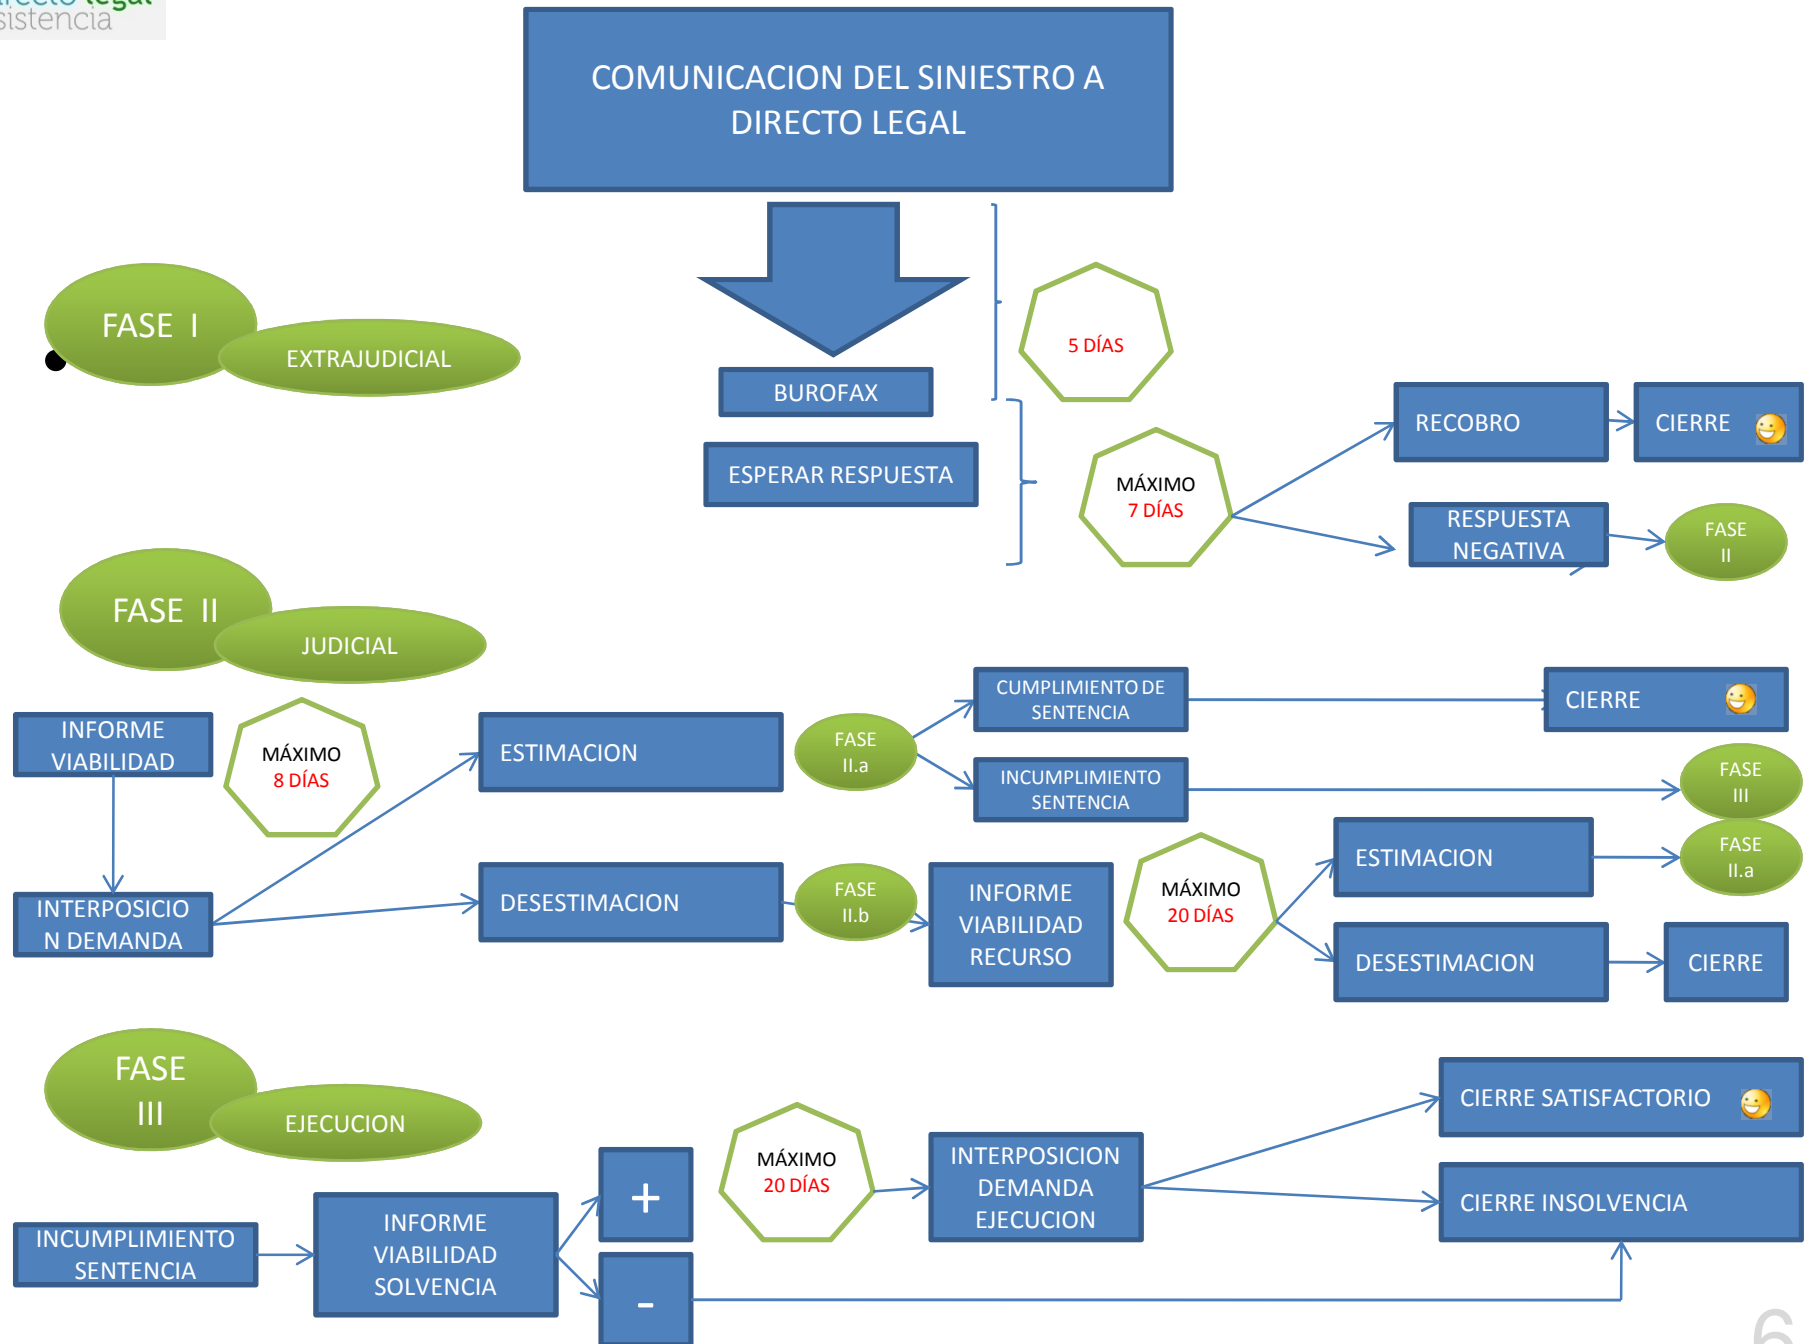 directo legal
sistencia
COMUNICACION DEL SINIESTRO A
DIRECTO LEGAL
FASE I
EXTRAJUDICIAL
5 DÍAS
BUROFAX
ESPERAR RESPUESTA
MÁXIMO
7 DÍAS
RECOBRO
CIERRE
RESPUESTA
NEGATIVA
FASE
II
FASE II
JUDICIAL
INFORME
VIABILIDAD
MÁXIMO
8 DÍAS
INTERPOSICIO
N DEMANDA
ESTIMACION
FASE
II.a
CUMPLIMIENTO DE
SENTENCIA
CIERRE
INCUMPLIMIENTO
SENTENCIA
FASE
III
DESESTIMACION
FASE
II.b
INFORME
VIABILIDAD
RECURSO
MÁXIMO
20 DÍAS
ESTIMACION
FASE
II.a
DESESTIMACION
CIERRE
FASE
III
EJECUCION
INCUMPLIMIENTO
SENTENCIA
INFORME
VIABILIDAD
SOLVENCIA
+
-
MÁXIMO
20 DÍAS
INTERPOSICION
DEMANDA
EJECUCION
CIERRE SATISFACTORIO
CIERRE INSOLVENCIA
6